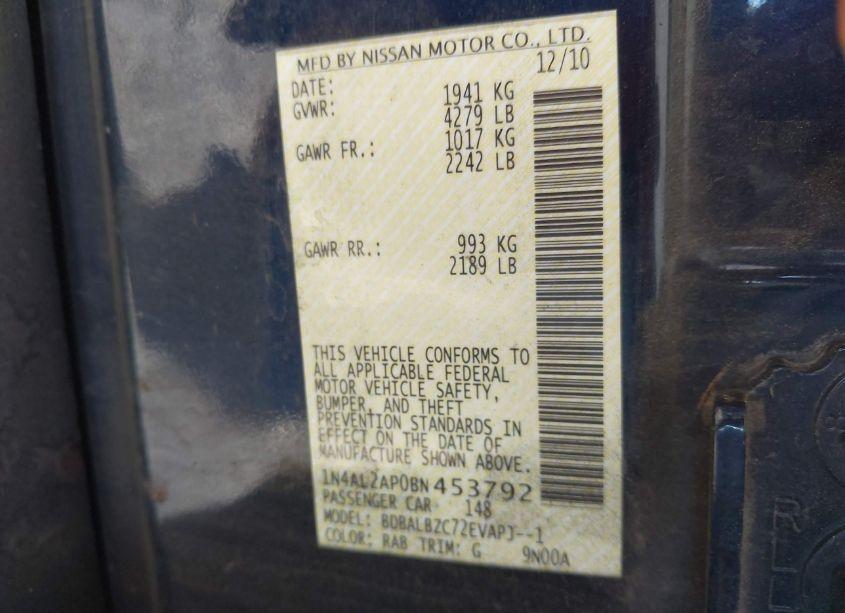 MFD BY NISSAN MOTOR CO., LTD.
DATE: 12/10
GVWR: 1941 KG
4279 LB
GAWR FR.: 1017 KG
2242 LB
GAWR RR.: 993 KG
2189 LB
THIS VEHICLE CONFORMS TO
ALL APPLICABLE FEDERAL
MOTOR VEHICLE SAFETY,
BUMPER, AND THEFT
PREVENTION STANDARDS IN
EFFECT ON THE DATE OF
MANUFACTURE SHOWN ABOVE.
1N4AL2AP0BN453792
PASSENGER CAR 148
MODEL: BDBALBZC72EVAPJ--1
COLOR: RAB TRIM: G 9N00A